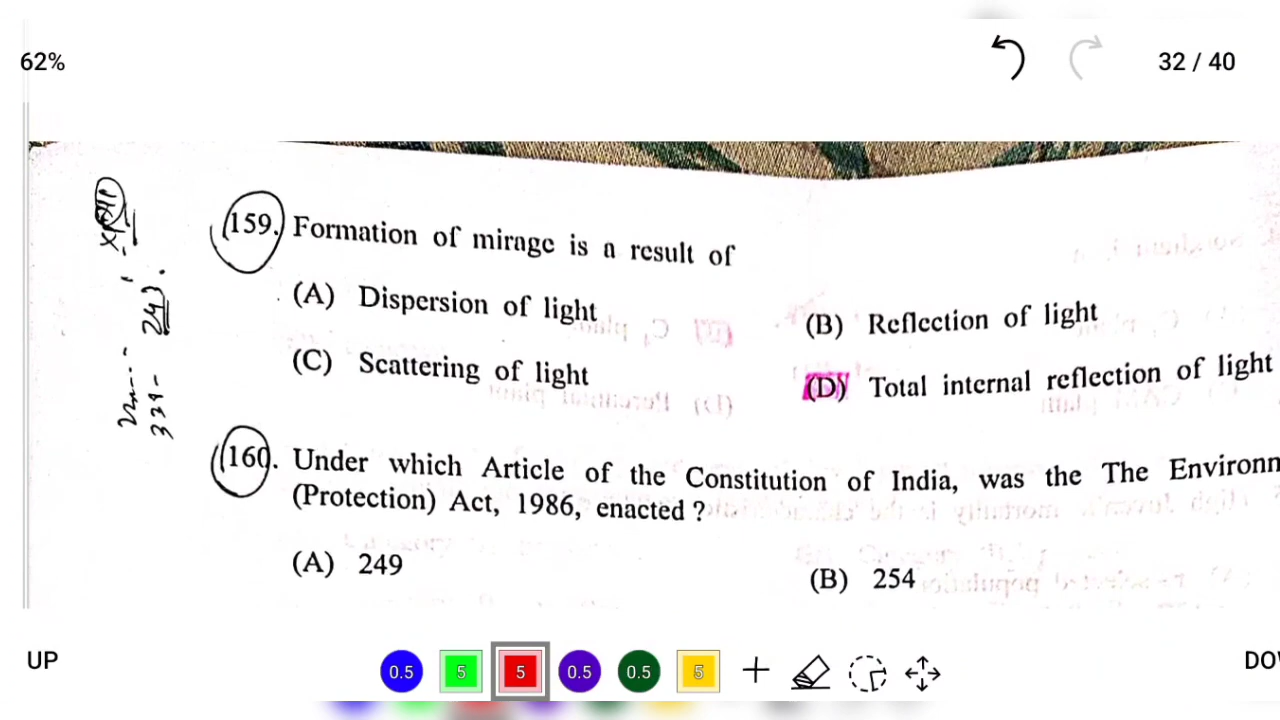 62%
32 / 40
159. Formation of mirage is a result of
(A) Dispersion of light
(B) Reflection of light
(C) Scattering of light
(D) Total internal reflection of light
160. Under which Article of the Constitution of India, was the The Environm
(Protection) Act, 1986, enacted ?
(A) 249
(B) 254
UP
0.5
5
5
0.5
0.5
5
DO